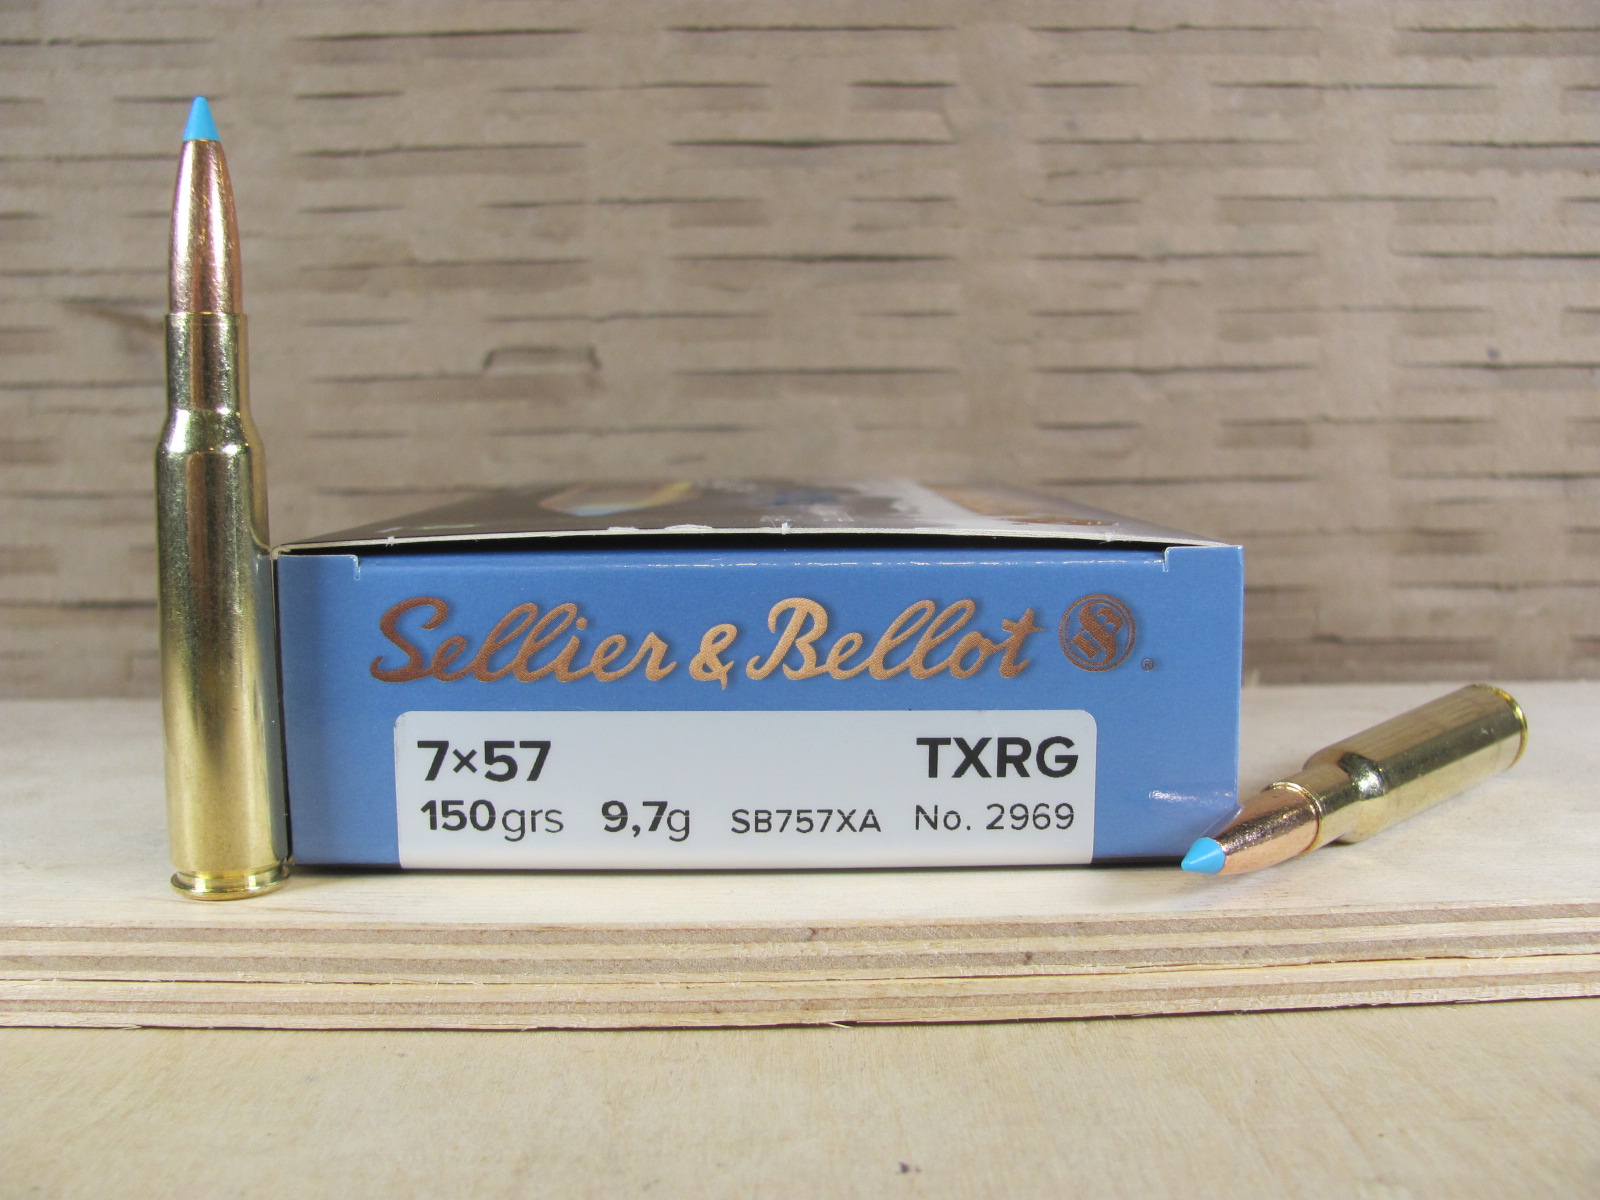 Sellier & Bellot ®
7×57 TXRG
150grs 9,7g SB757XA No. 2969